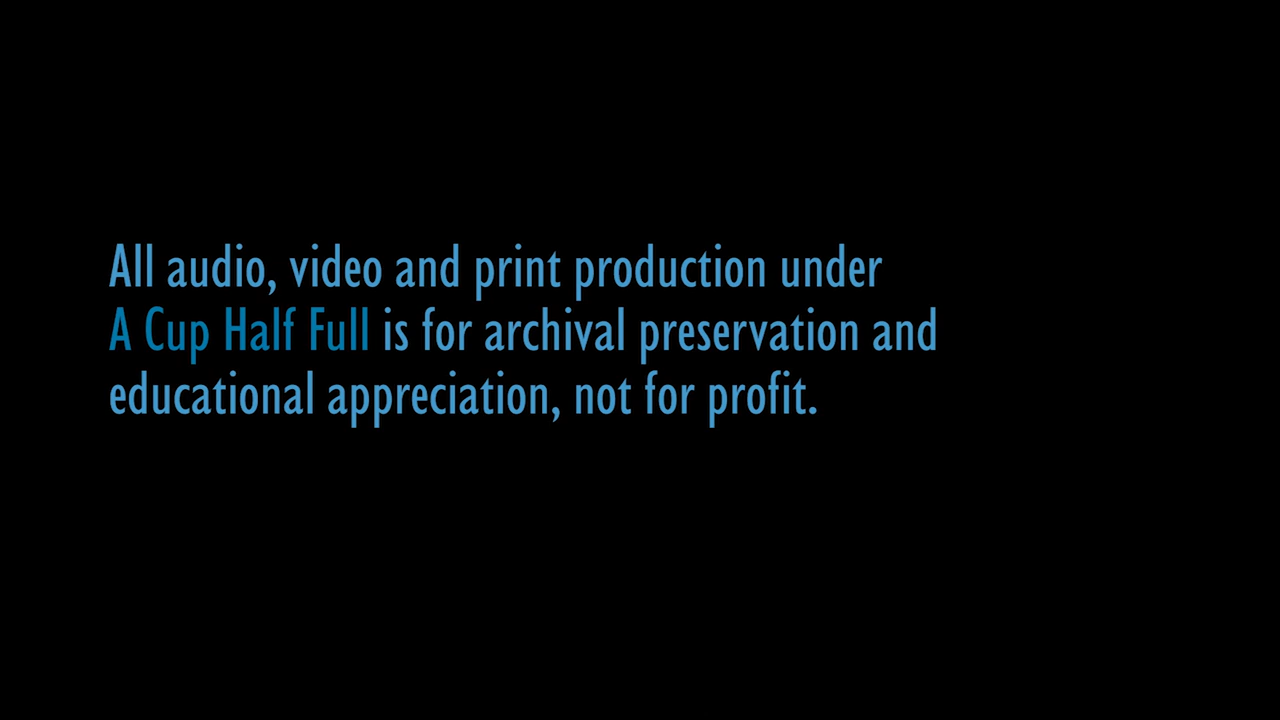 All audio, video and print production under
A Cup Half Full is for archival preservation and
educational appreciation, not for profit.